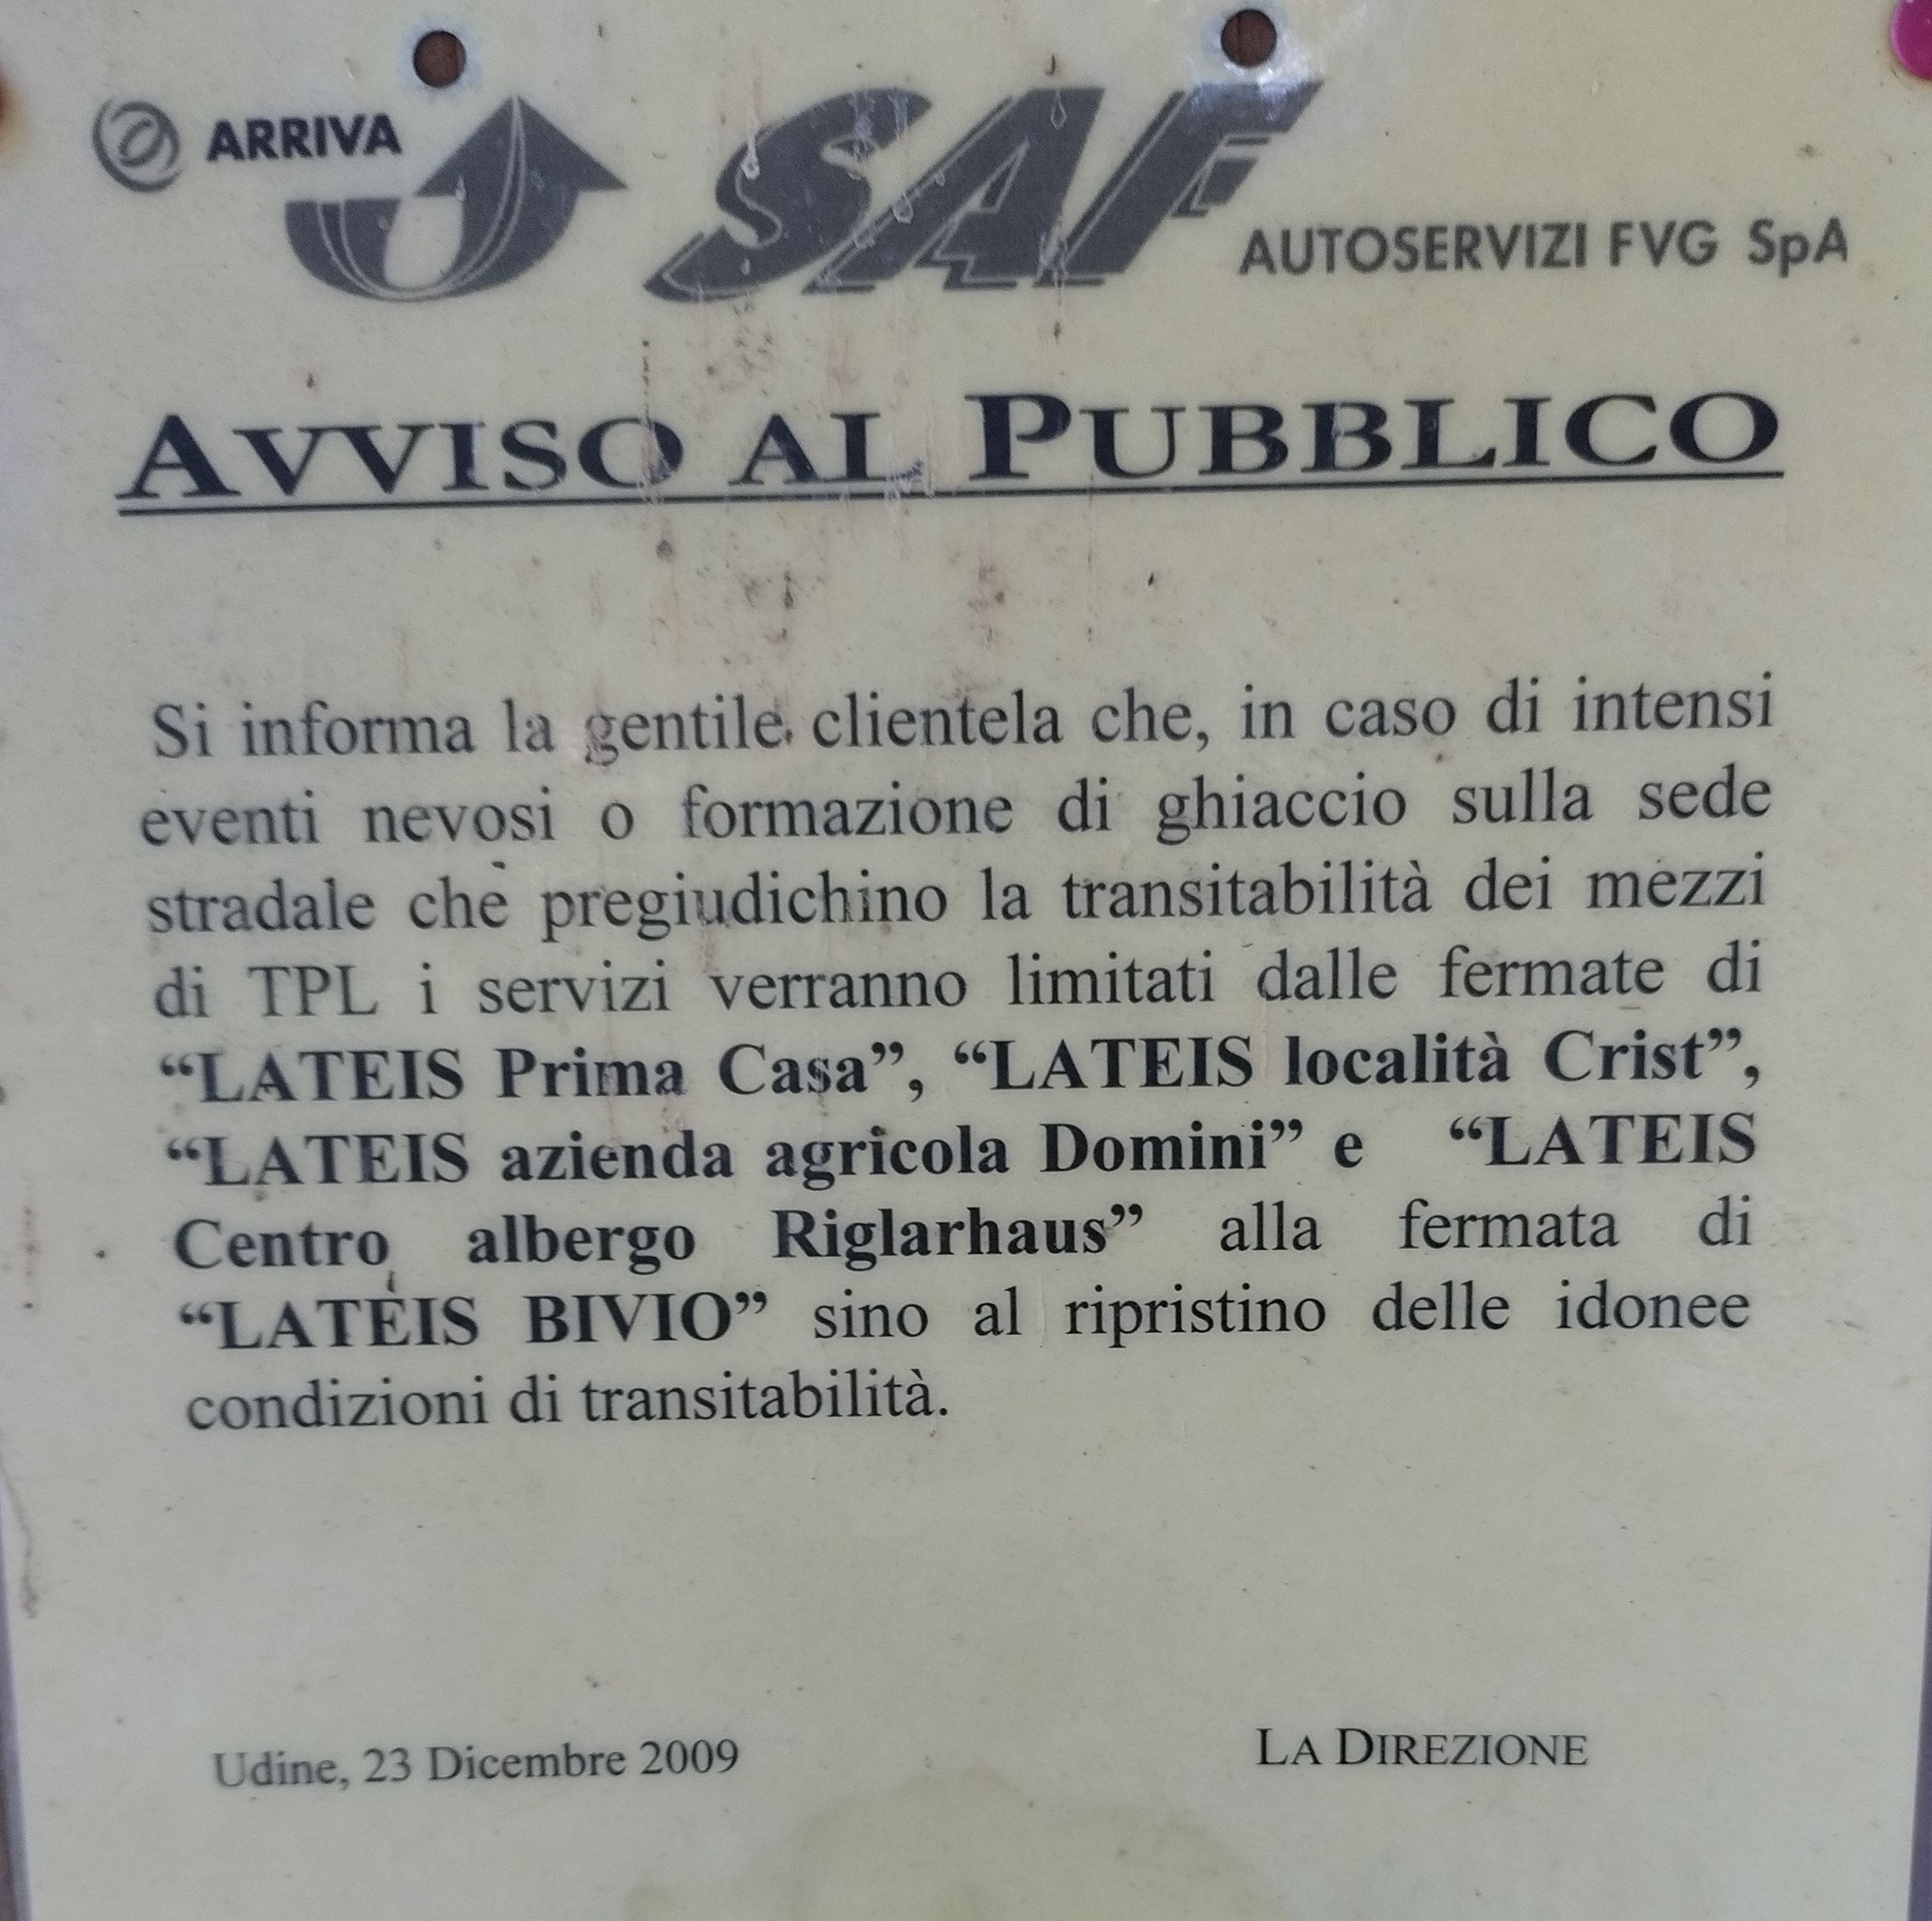 ARRIVA
SAF
AUTOSERVIZI FVG SpA
AVVISO AL PUBBLICO
Si informa la gentile clientela che, in caso di intensi
eventi nevosi o formazione di ghiaccio sulla sede
stradale che pregiudichino la transitabilità dei mezzi
di TPL i servizi verranno limitati dalle fermate di
“LATEIS Prima Casa”, “LATEIS località Crist”,
“LATEIS azienda agricola Domini” e “LATEIS
Centro albergo Riglarhaus” alla fermata di
“LATEIS BIVIO” sino al ripristino delle idonee
condizioni di transitabilità.
Udine, 23 Dicembre 2009
LA DIREZIONE